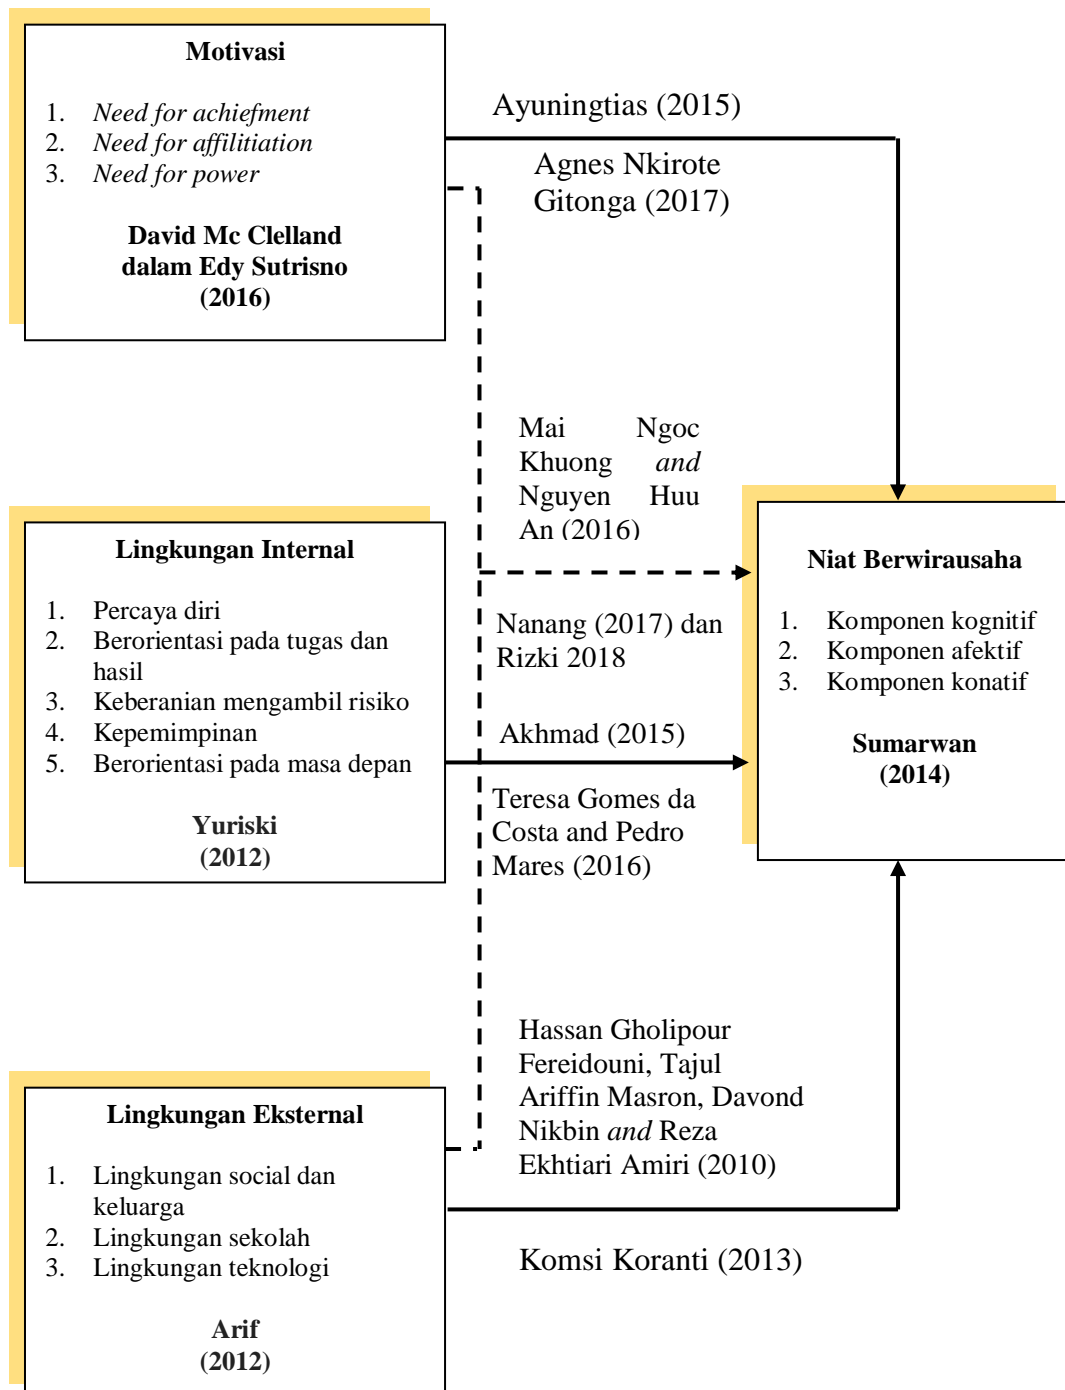 Motivasi
1. Need for achiefment
2. Need for affilitiation
3. Need for power
David Mc Clelland
dalam Edy Sutrisno
(2016)
Ayuningtias (2015)
Agnes Nkirote
Gitonga (2017)
Mai Ngoc
Khuong and
Nguyen Huu
An (2016)
Lingkungan Internal
1. Percaya diri
2. Berorientasi pada tugas dan
hasil
3. Keberanian mengambil risiko
4. Kepemimpinan
5. Berorientasi pada masa depan
Yuriski
(2012)
Nanang (2017) dan
Rizki 2018
Akhmad (2015)
Teresa Gomes da
Costa and Pedro
Mares (2016)
Niat Berwirausaha
1. Komponen kognitif
2. Komponen afektif
3. Komponen konatif
Sumarwan
(2014)
Hassan Gholipour
Fereidouni, Tajul
Ariffin Masron, Davond
Nikbin and Reza
Ekhtiari Amiri (2010)
Lingkungan Eksternal
1. Lingkungan social dan
keluarga
2. Lingkungan sekolah
3. Lingkungan teknologi
Arif
(2012)
Komsi Koranti (2013)